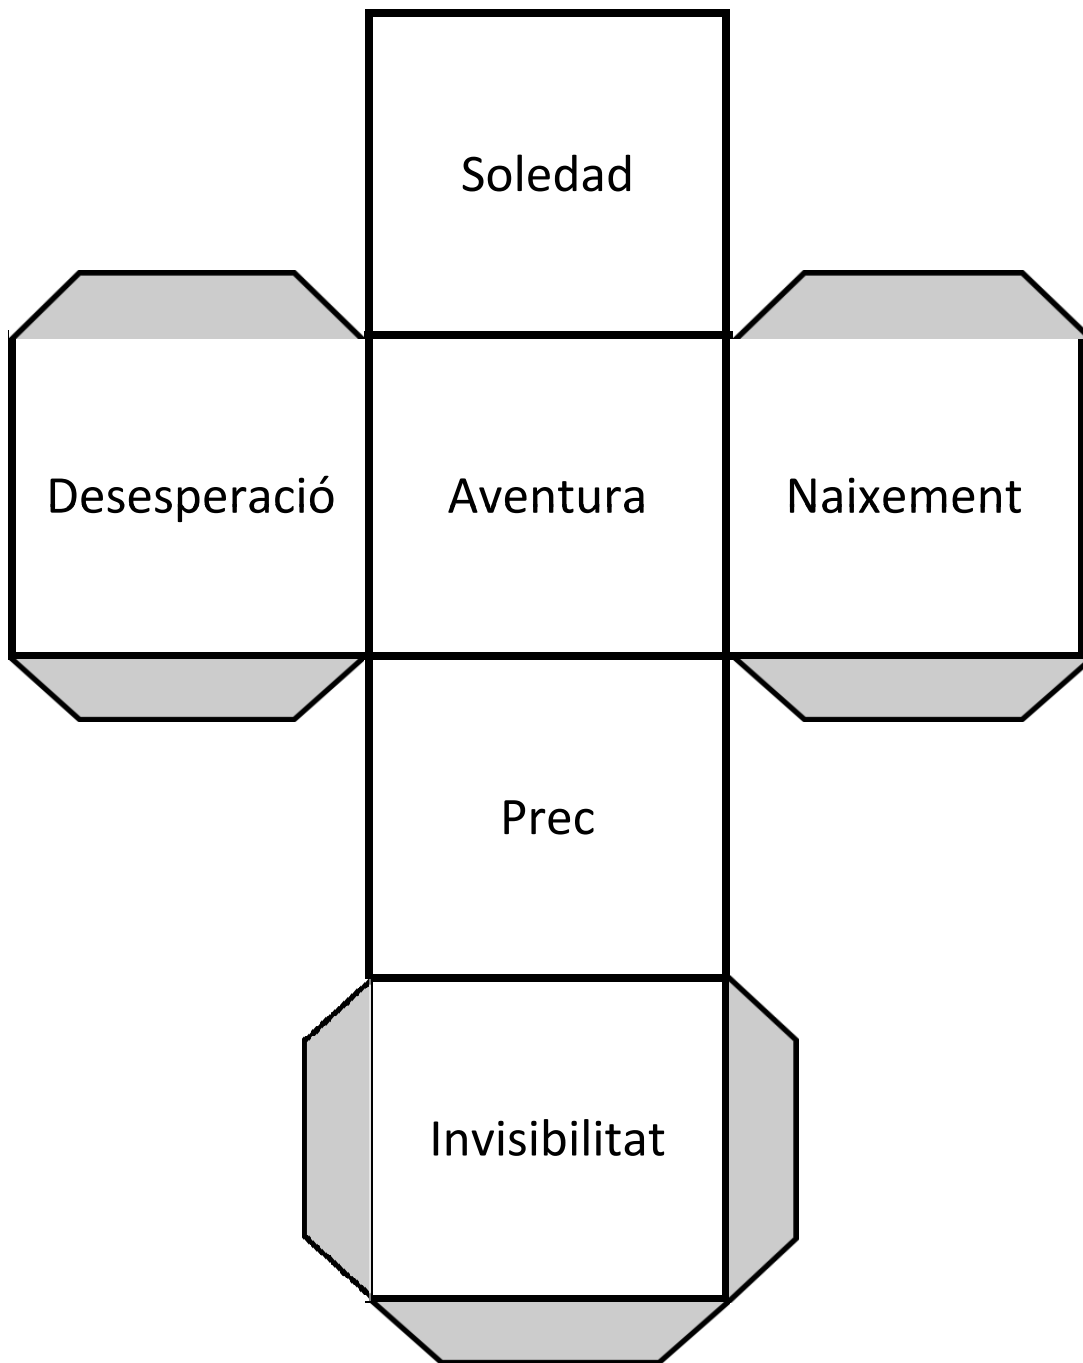 Soledad
Desesperació
Aventura
Naixement
Prec
Invisibilitat